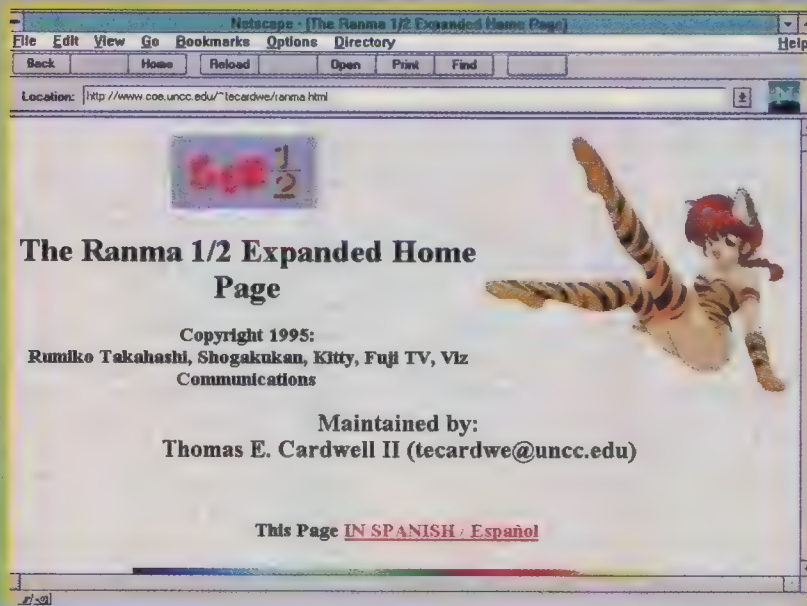 Netscape - [The Ranma 1/2 Expanded Home Page]
File Edit View Go Bookmarks Options Directory Help
Back Home Reload Open Print Find
Location: http://www.coe.uncc.edu/~tecardwe/ranma.html
N
1/2
The Ranma 1/2 Expanded Home
Page
Copyright 1995:
Rumiko Takahashi, Shogakukan, Kitty, Fuji TV, Viz
Communications
Maintained by:
Thomas E. Cardwell II (tecardwe@uncc.edu)
This Page IN SPANISH / Español